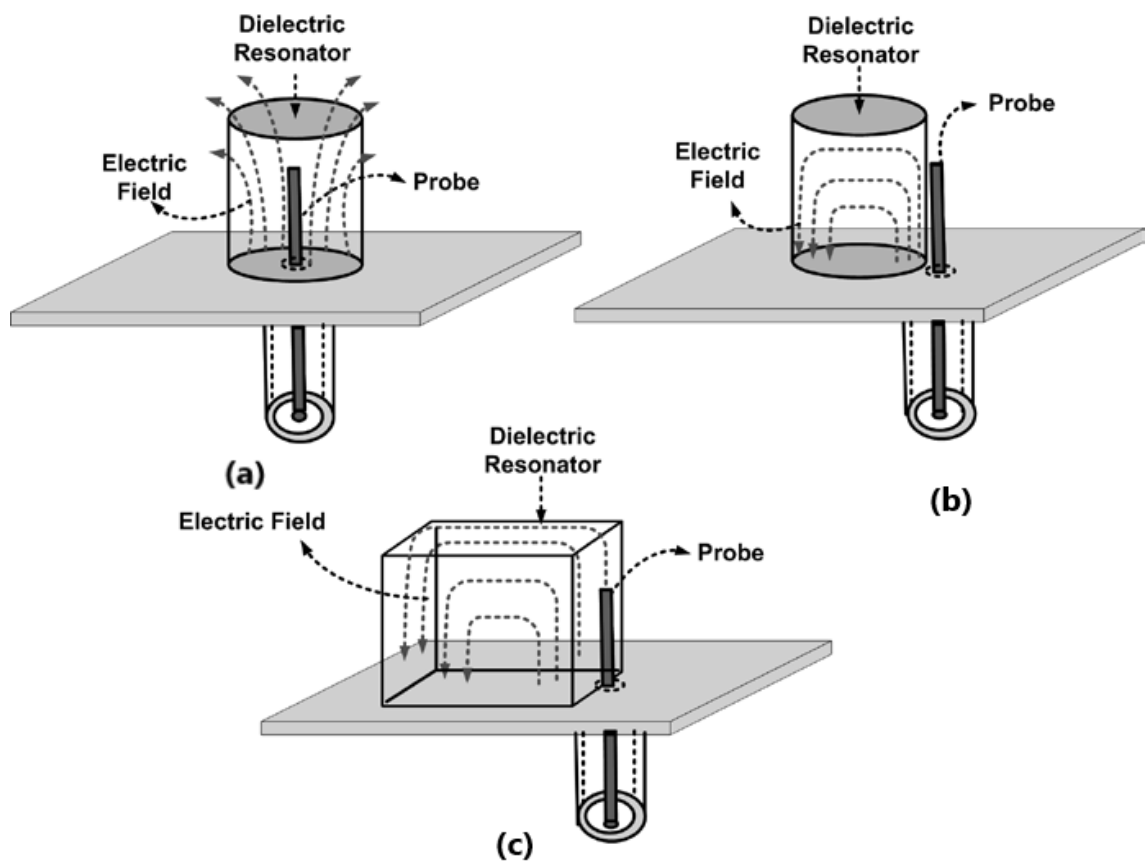 Dielectric
Resonator
Electric
Field
Probe
(a)
Dielectric
Resonator
Probe
Electric
Field
(b)
Dielectric
Resonator
Electric Field
Probe
(c)